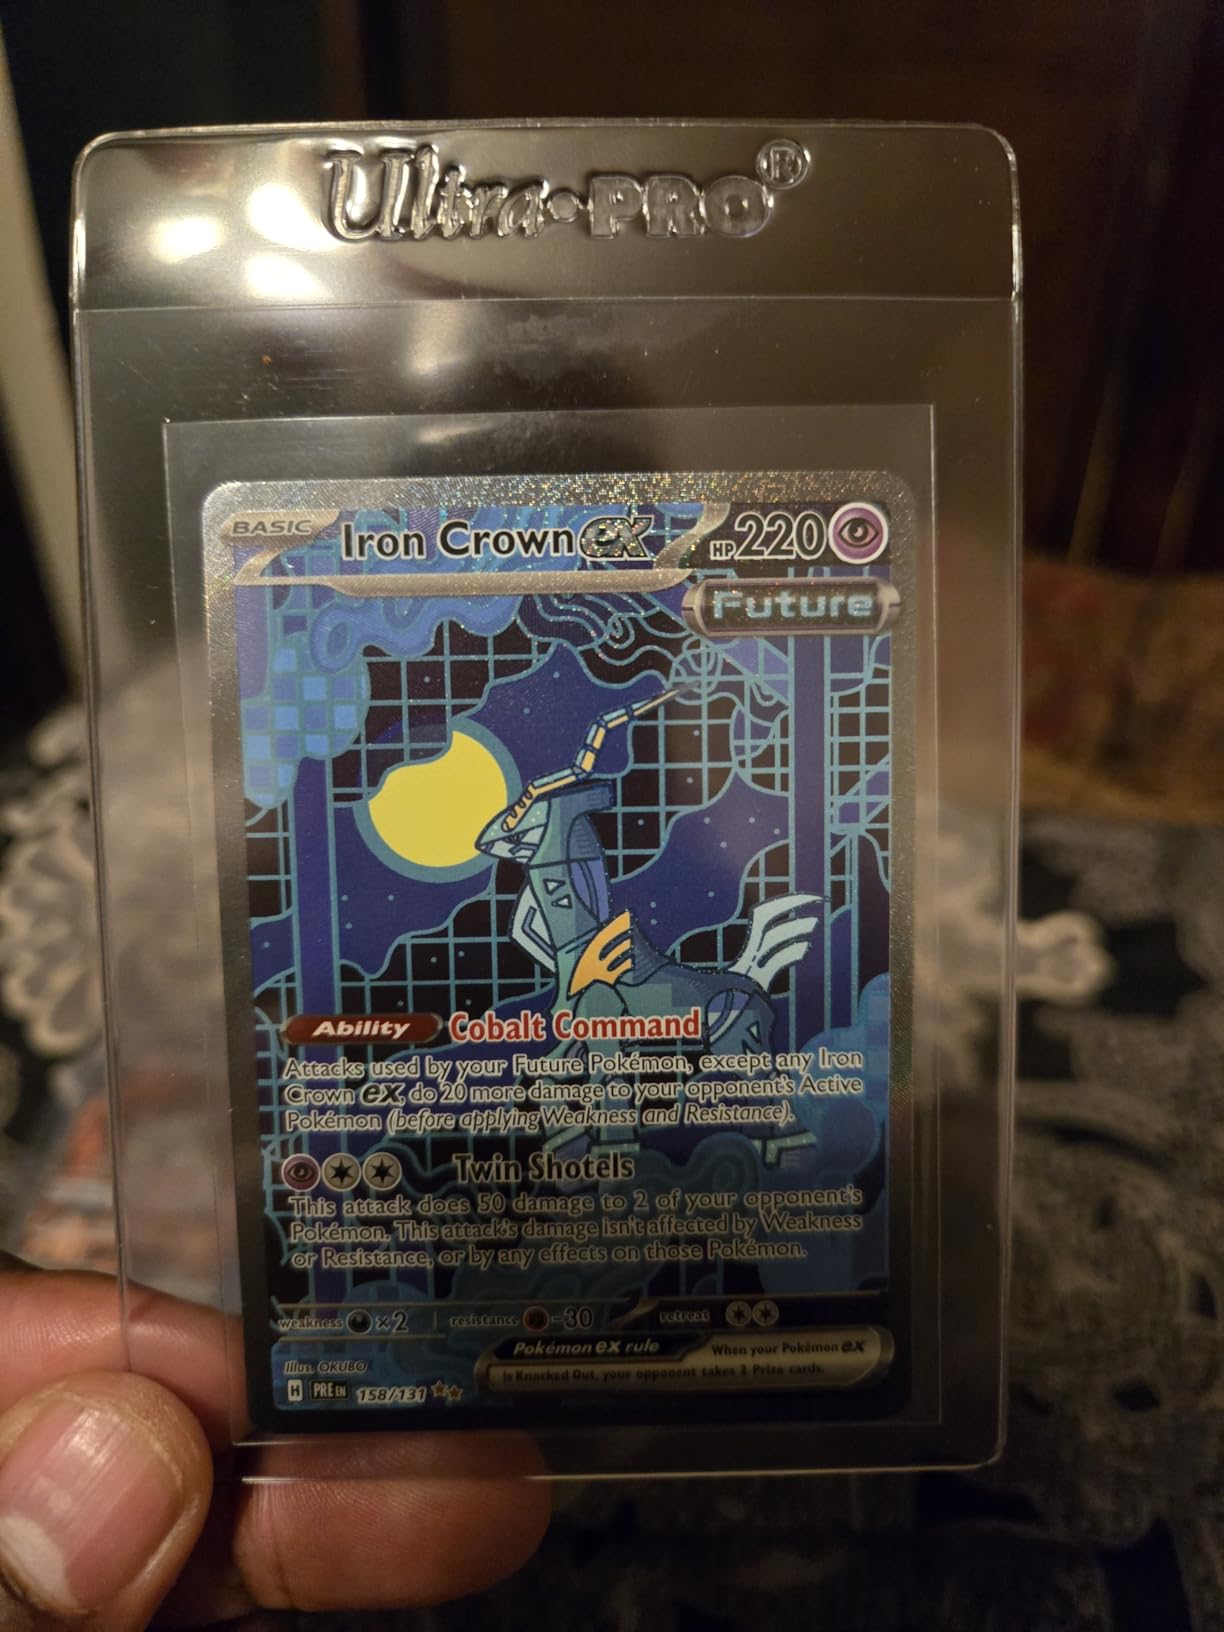 Ultra•PRO®
BASIC Iron Crown ex HP 220
Future
Ability Cobalt Command
Attacks used by your Future Pokémon, except any Iron
Crown ex, do 20 more damage to your opponent's Active
Pokémon (before applying Weakness and Resistance).
Twin Shotels
This attack does 50 damage to 2 of your opponent's
Pokémon. This attack's damage isn't affected by Weakness
or Resistance, or by any effects on those Pokémon.
weakness ×2 resistance -30 retreat
Pokémon ex rule When your Pokémon ex
is Knocked Out, your opponent takes 2 Prize cards.
Illus. OKUBO
H PRE EN 158/131